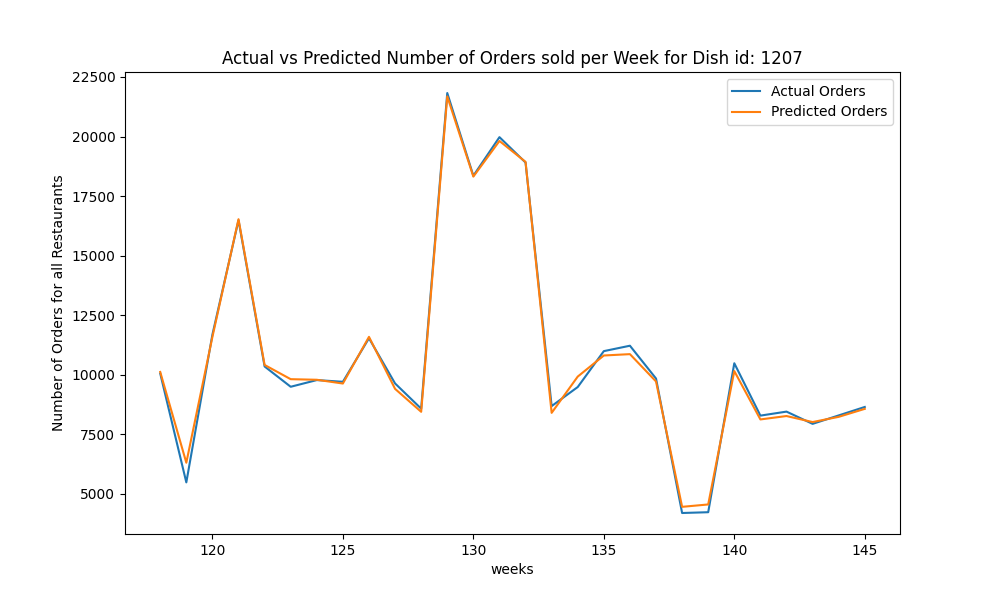 Actual vs Predicted Number of Orders sold per Week for Dish id: 1207
Actual Orders
Predicted Orders
Number of Orders for all Restaurants
22500
20000
17500
15000
12500
10000
7500
5000
120 125 130 135 140 145
weeks